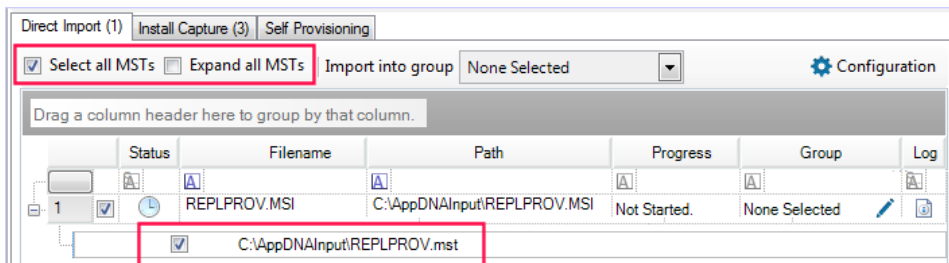 Direct Import (1) Install Capture (3) Self Provisioning
Select all MSTs Expand all MSTs Import into group None Selected Configuration
Drag a column header here to group by that column.
Status Filename Path Progress Group Log
A A A A A A
1 REPLPROV.MSI C:\AppDNAInput\REPLPROV.MSI Not Started. None Selected
C:\AppDNAInput\REPLPROV.mst